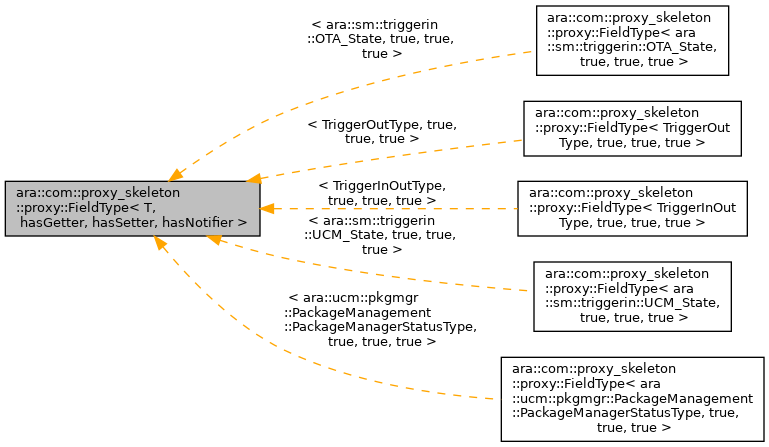 ara::com::proxy_skeleton
::proxy::FieldType< T,
hasGetter, hasSetter, hasNotifier >
< ara::sm::triggerin
::OTA_State, true, true,
true >
ara::com::proxy_skeleton
::proxy::FieldType< ara
::sm::triggerin::OTA_State,
true, true, true >
< TriggerOutType, true,
true, true >
ara::com::proxy_skeleton
::proxy::FieldType< TriggerOut
Type, true, true, true >
< TriggerInOutType,
true, true, true >
ara::com::proxy_skeleton
::proxy::FieldType< TriggerInOut
Type, true, true, true >
< ara::sm::triggerin
::UCM_State, true, true,
true >
ara::com::proxy_skeleton
::proxy::FieldType< ara
::sm::triggerin::UCM_State,
true, true, true >
< ara::ucm::pkgmgr
::PackageManagement
::PackageManagerStatusType,
true, true, true >
ara::com::proxy_skeleton
::proxy::FieldType< ara
::ucm::pkgmgr::PackageManagement
::PackageManagerStatusType, true,
true, true >